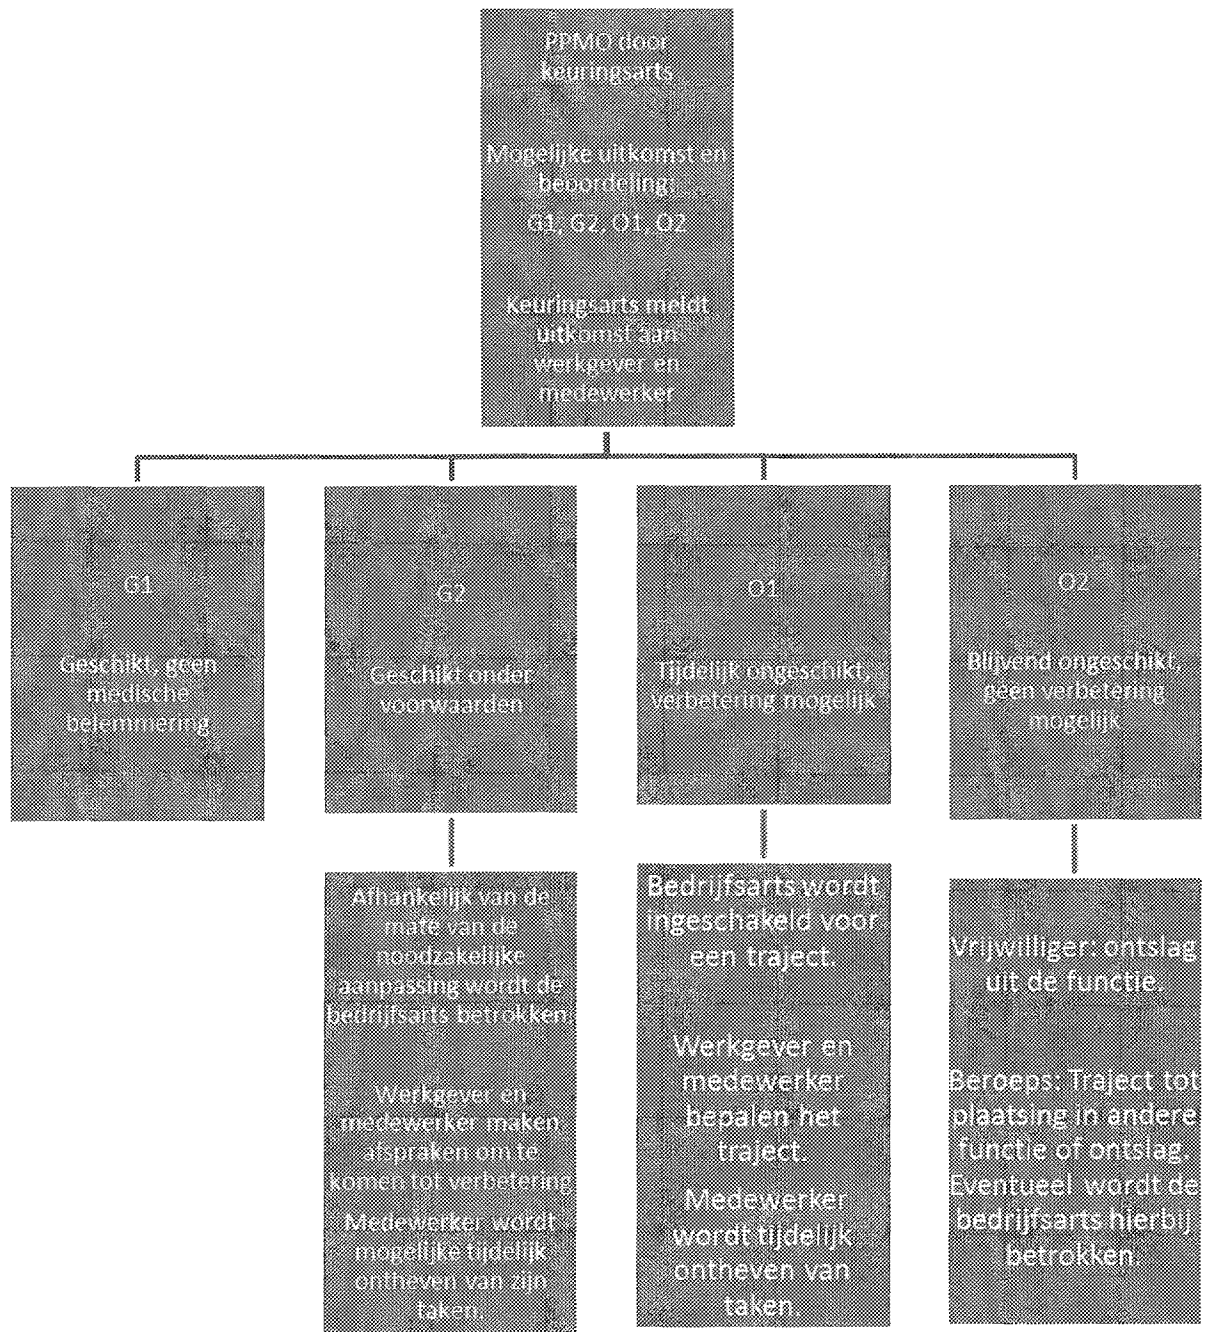 PPMO door
keuringsarts
Mogelijke uitkomst en
beoordeling:
G1, G2, O1, O2
Keuringsarts meldt
uitkomst aan
werkgever en
medewerker
G1
Geschikt, geen
medische
belemmering
G2
Geschikt onder
voorwaarden
O1
Tijdelijk ongeschikt,
verbetering mogelijk
O2
Blijvend ongeschikt,
geen verbetering
mogelijk
Afhankelijk van de
mate van de
noodzakelijke
aanpassing wordt de
bedrijfsarts betrokken
Werkgever en
medewerker maken
afspraken om te
komen tot verbetering
Medewerker wordt
mogelijke tijdelijk
ontheven van zijn
taken.
Bedrijfsarts wordt
ingeschakeld voor
een traject.
Werkgever en
medewerker
bepalen het
traject.
Medewerker
wordt tijdelijk
ontheven van
taken.
Vrijwilliger: ontslag
uit de functie.
Beroeps: Traject tot
plaatsing in andere
functie of ontslag.
Eventueel wordt de
bedrijfsarts hierbij
betrokken.